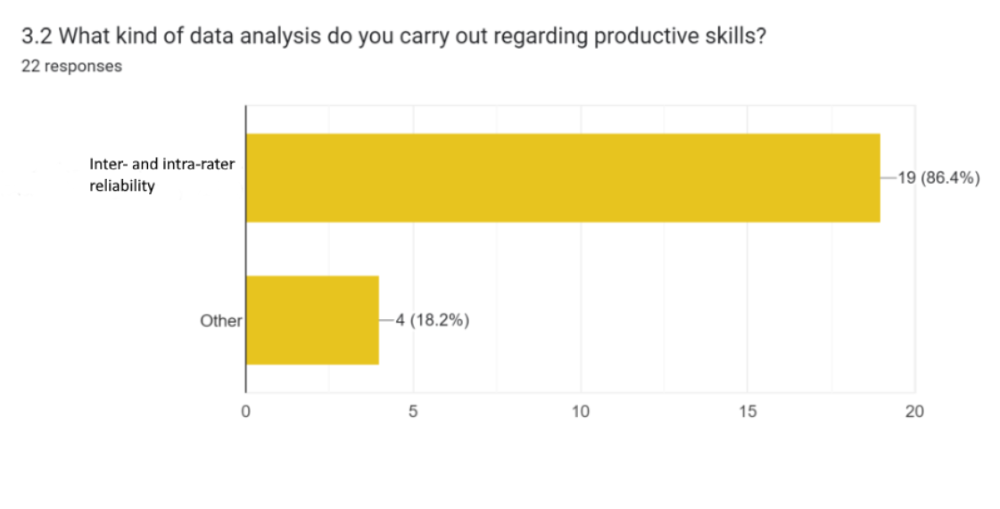 3.2 What kind of data analysis do you carry out regarding productive skills?
22 responses
Inter- and intra-rater
reliability
19 (86.4%)
Other
4 (18.2%)
0
5
10
15
20